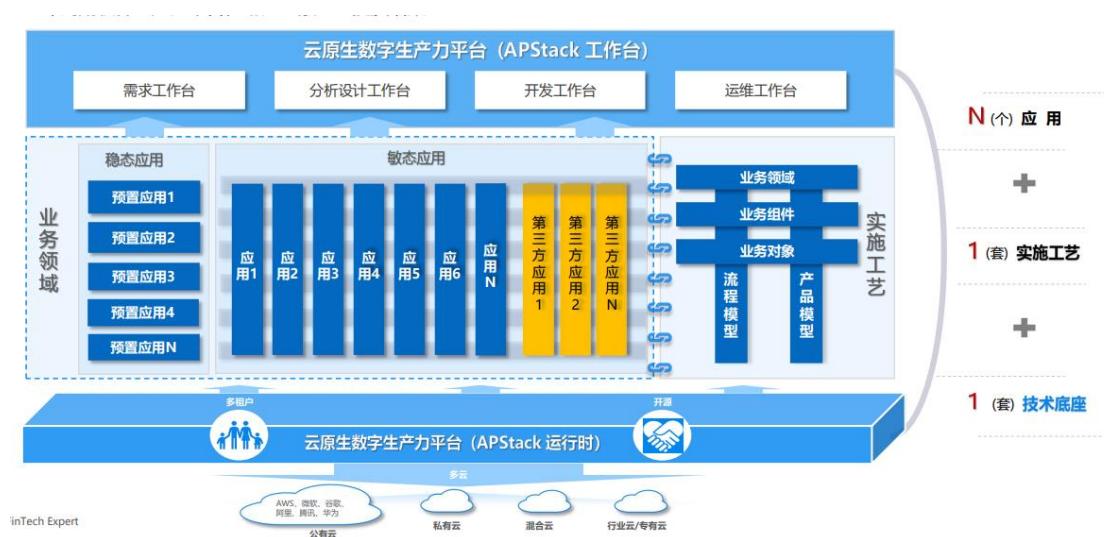 云原生数字生产力平台（APStack 工作台）
需求工作台
分析设计工作台
开发工作台
运维工作台
业务领域
稳态应用
预置应用1
预置应用2
预置应用3
预置应用4
预置应用N
敏态应用
应用1
应用2
应用3
应用4
应用5
应用6
应用N
第三方应用1
第三方应用2
第三方应用N
业务领域
业务组件
业务对象
流程模型
产品模型
实施工艺
N (个) 应 用
+
1 (套) 实施工艺
+
1 (套) 技术底座
多租户
开源
云原生数字生产力平台（APStack 运行时）
多云
AWS、微软、谷歌、
阿里、腾讯、华为
公有云
私有云
混合云
行业云/专有云
inTech Expert